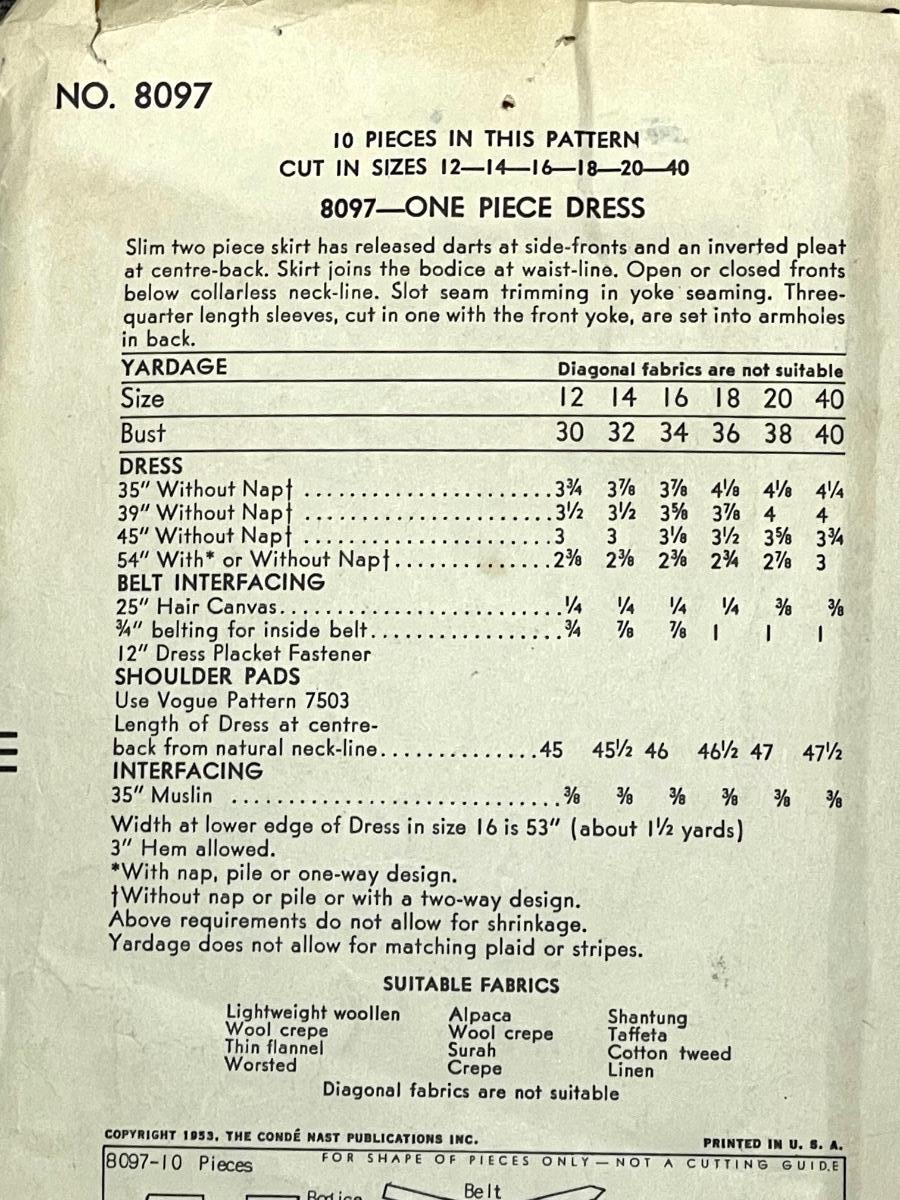 NO. 8097
10 PIECES IN THIS PATTERN
CUT IN SIZES 12—14—16—18—20—40
8097—ONE PIECE DRESS
Slim two piece skirt has released darts at side-fronts and an inverted pleat
at centre-back. Skirt joins the bodice at waist-line. Open or closed fronts
below collarless neck-line. Slot seam trimming in yoke seaming. Three-
quarter length sleeves, cut in one with the front yoke, are set into armholes
in back.
YARDAGE Diagonal fabrics are not suitable
Size 12 14 16 18 20 40
Bust 30 32 34 36 38 40
DRESS
35" Without Nap† ........................3¾ 3⅞ 3⅞ 4⅛ 4⅛ 4¼
39" Without Nap† ........................3½ 3½ 3⅝ 3⅞ 4 4
45" Without Nap† ........................3 3 3⅛ 3½ 3⅝ 3¾
54" With* or Without Nap†...............2⅜ 2⅜ 2⅜ 2¾ 2⅞ 3
BELT INTERFACING
25" Hair Canvas...........................¼ ¼ ¼ ¼ ⅜ ⅜
¾" belting for inside belt..................¾ ⅞ ⅞ 1 1 1
12" Dress Placket Fastener
SHOULDER PADS
Use Vogue Pattern 7503
Length of Dress at centre-
back from natural neck-line...............45 45½ 46 46½ 47 47½
INTERFACING
35" Muslin ...............................⅜ ⅜ ⅜ ⅜ ⅜ ⅜
Width at lower edge of Dress in size 16 is 53" (about 1½ yards)
3" Hem allowed.
*With nap, pile or one-way design.
†Without nap or pile or with a two-way design.
Above requirements do not allow for shrinkage.
Yardage does not allow for matching plaid or stripes.
SUITABLE FABRICS
Lightweight woollen Alpaca Shantung
Wool crepe Wool crepe Taffeta
Thin flannel Surah Cotton tweed
Worsted Crepe Linen
Diagonal fabrics are not suitable
COPYRIGHT 1953, THE CONDÉ NAST PUBLICATIONS INC. PRINTED IN U. S. A.
8097-10 Pieces FOR SHAPE OF PIECES ONLY—NOT A CUTTING GUIDE
Belt